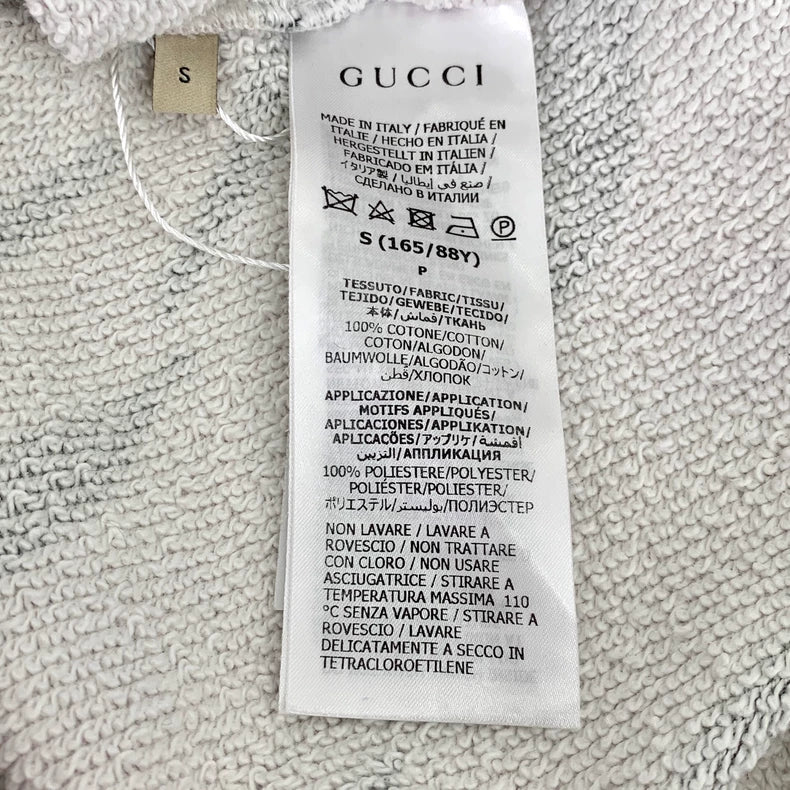 S
GUCCI
MADE IN ITALY / FABRIQUÉ EN
ITALIE / HECHO EN ITALIA /
HERGESTELLT IN ITALIEN /
FABRICADO EM ITÁLIA /
イタリア製 / صنع في إيطاليا /
СДЕЛАНО В ИТАЛИИ
P
S (165/88Y)
P
TESSUTO/FABRIC/TISSU/
TEJIDO/GEWEBE/TECIDO/
本体/قماش/ТКАНЬ
100% COTONE/COTTON/
COTON/ALGODON/
BAUMWOLLE/ALGODÃO/コットン/
قطن/ХЛОПОК
APPLICAZIONE/APPLICATION/
MOTIFS APPLIQUÉS/
APLICACIONES/APPLIKATION/
APLICACÕES/アップリケ/أقمشة
التزيين/АППЛИКАЦИЯ
100% POLIESTERE/POLYESTER/
POLIÉSTER/POLIESTER/
ポリエステル/بوليستر/ПОЛИЭСТЕР
NON LAVARE / LAVARE A
ROVESCIO / NON TRATTARE
CON CLORO / NON USARE
ASCIUGATRICE / STIRARE A
TEMPERATURA MASSIMA 110
°C SENZA VAPORE / STIRARE A
ROVESCIO / LAVARE
DELICATAMENTE A SECCO IN
TETRACLOROETILENE